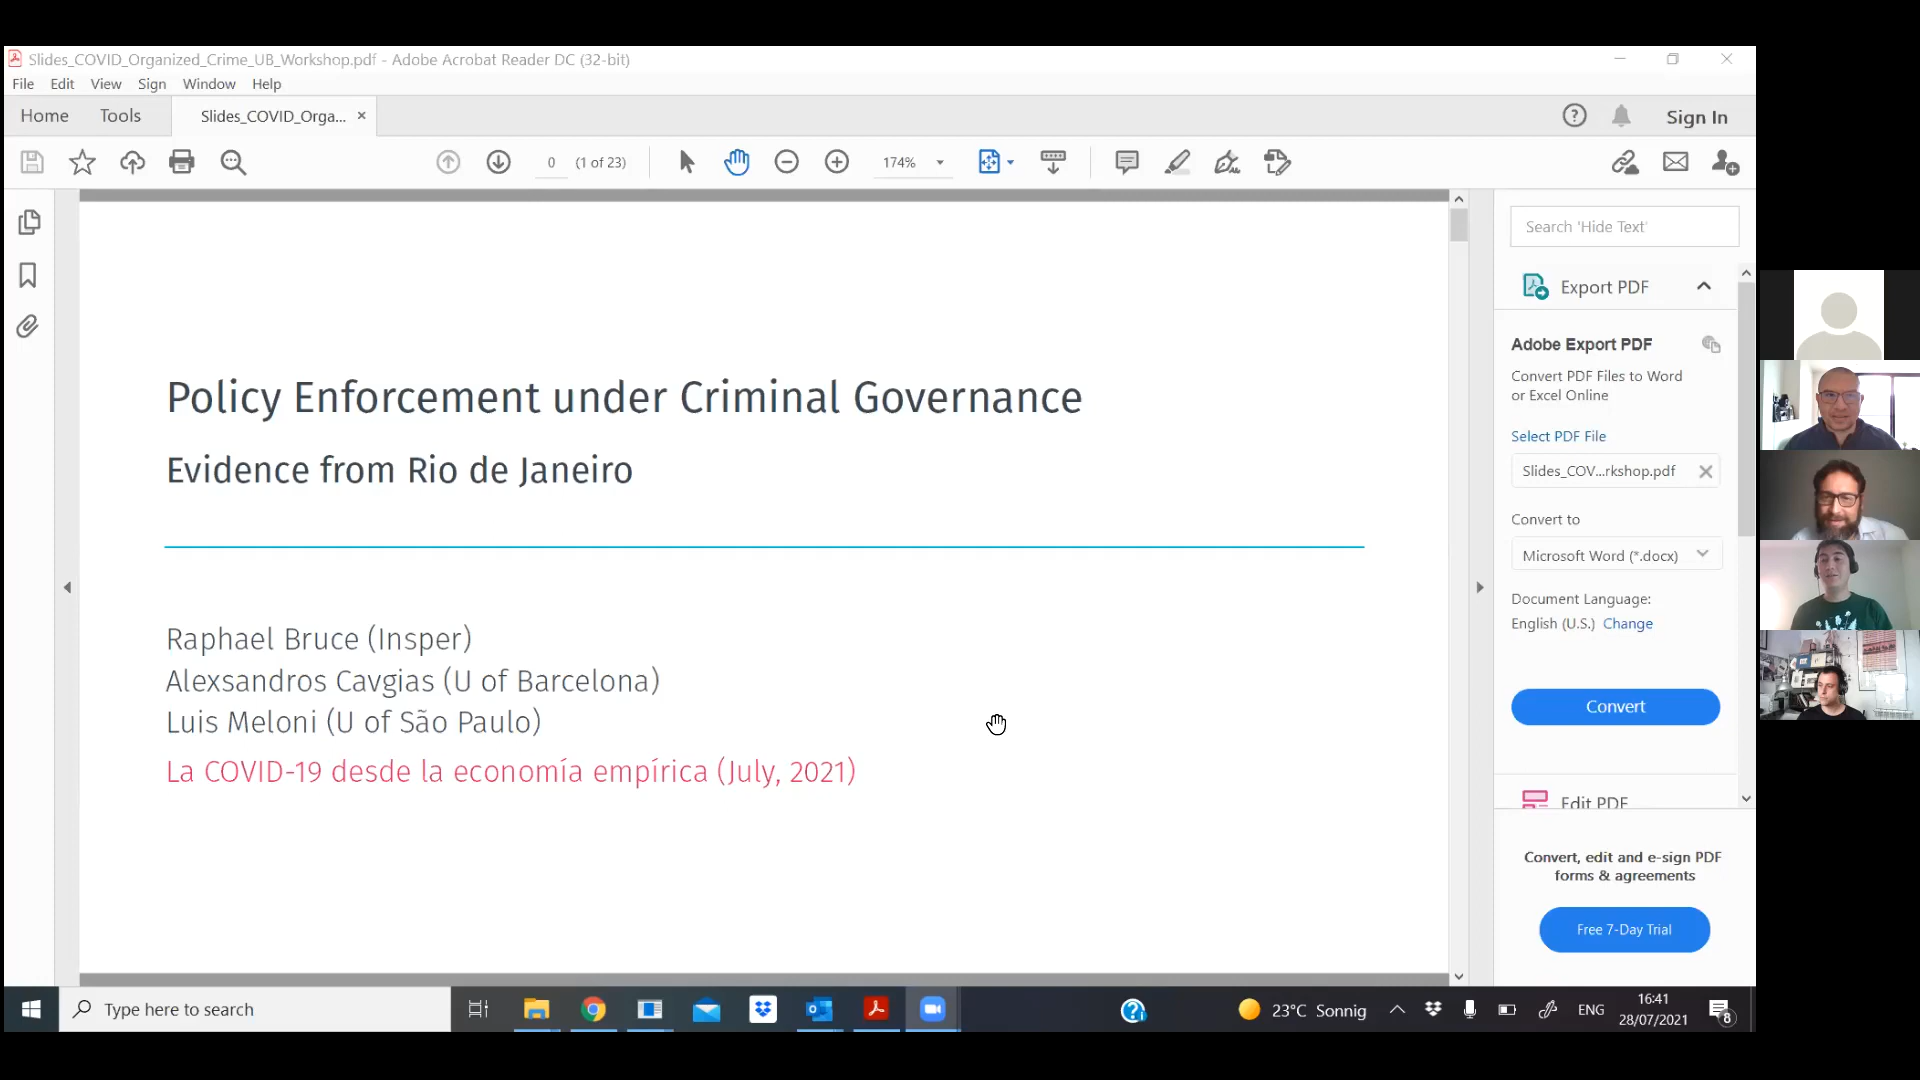 Slides_COVID_Organized_Crime_UB_Workshop.pdf - Adobe Acrobat Reader DC (32-bit)
File Edit View Sign Window Help
Home Tools Slides_COVID_Orga... × Sign In
0 (1 of 23) 174%
Search 'Hide Text'
Export PDF
Adobe Export PDF
Convert PDF Files to Word
or Excel Online
Select PDF File
Slides_COV...rkshop.pdf
Convert to
Microsoft Word (*.docx)
Document Language:
English (U.S.) Change
Convert
Edit PDF
Convert, edit and e-sign PDF
forms & agreements
Free 7-Day Trial
Policy Enforcement under Criminal Governance
Evidence from Rio de Janeiro
Raphael Bruce (Insper)
Alexsandros Cavgias (U of Barcelona)
Luis Meloni (U of São Paulo)
La COVID-19 desde la economía empírica (July, 2021)
Type here to search
23°C Sonnig
ENG
16:41
28/07/2021
8